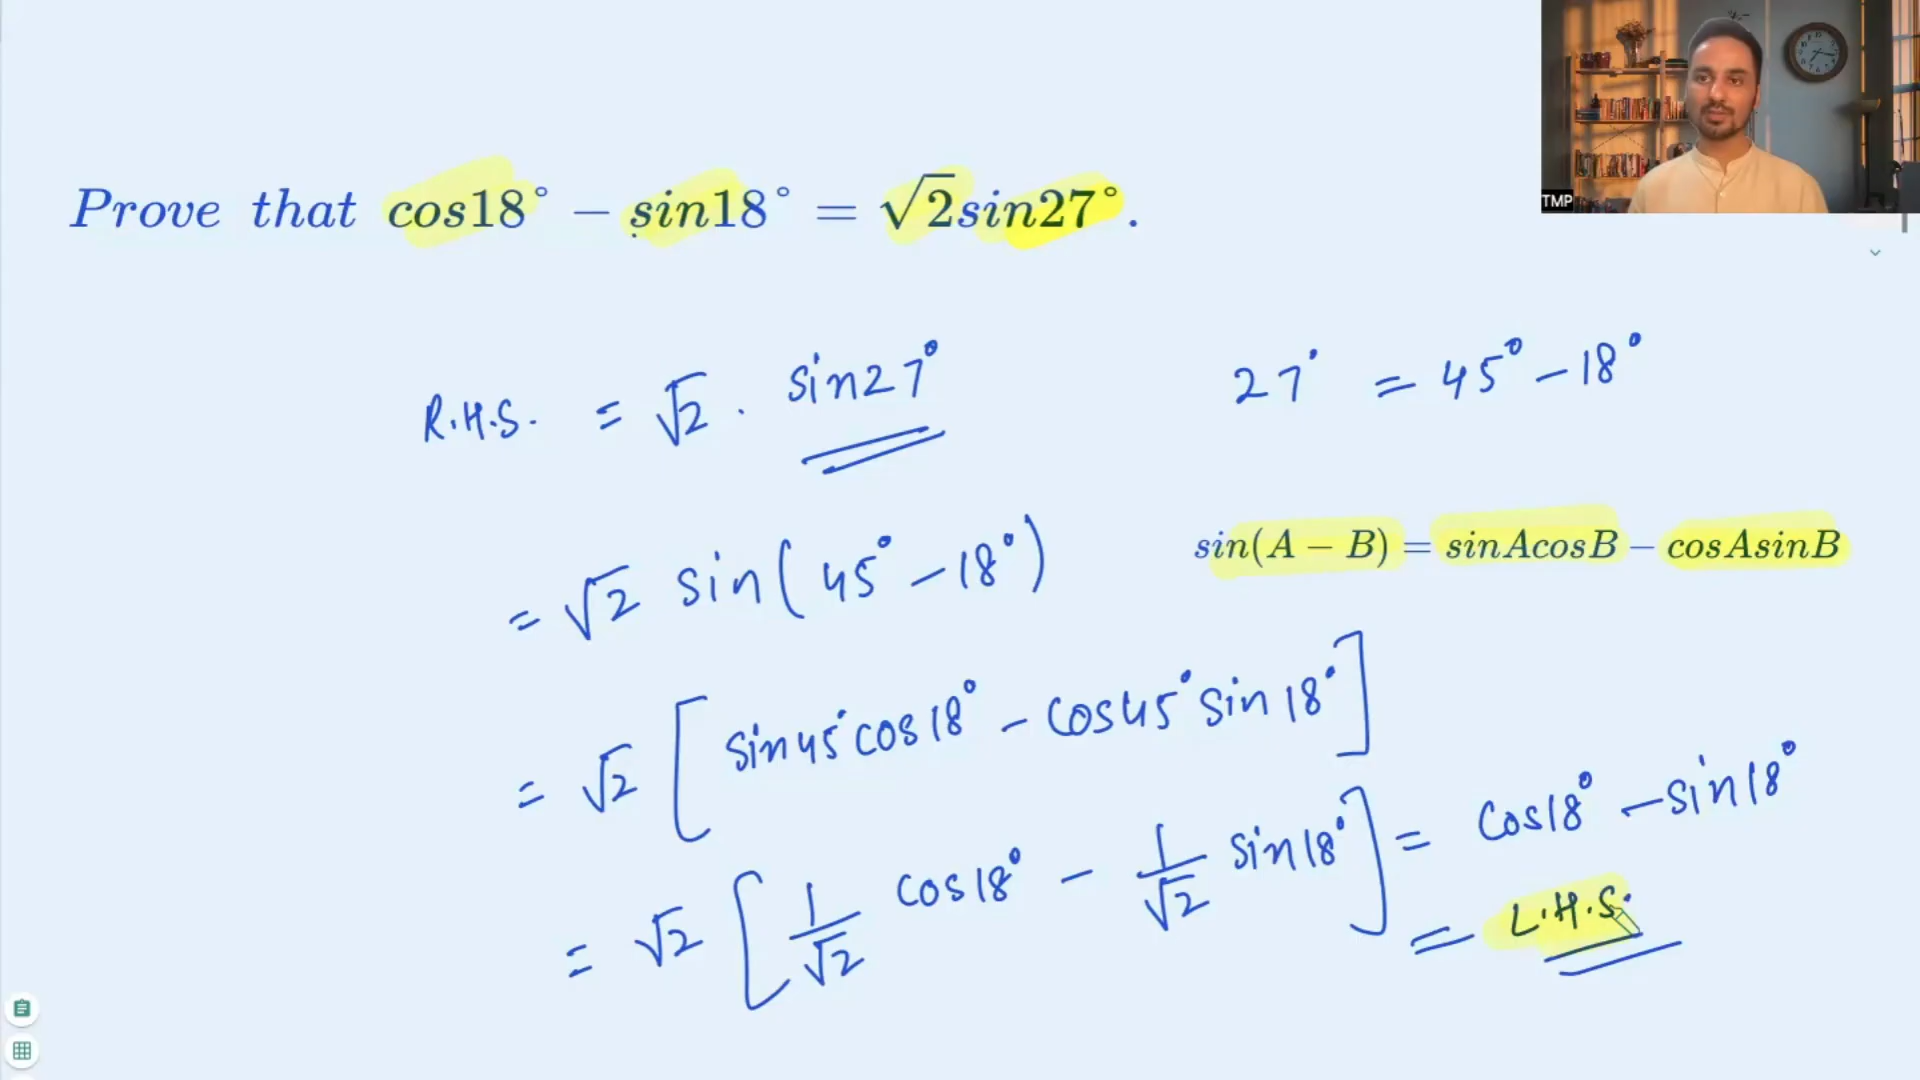 Prove that cos18° − sin18° = √2sin27°.
TMP
R.H.S. = √2 . sin27°
27° = 45° − 18°
= √2 sin(45° − 18°)
sin(A − B) = sinAcosB − cosAsinB
= √2 [sin45° cos18° − cos45° sin18°]
= √2 [1/√2 cos18° − 1/√2 sin18°] = cos18° − sin18°
= L.H.S.